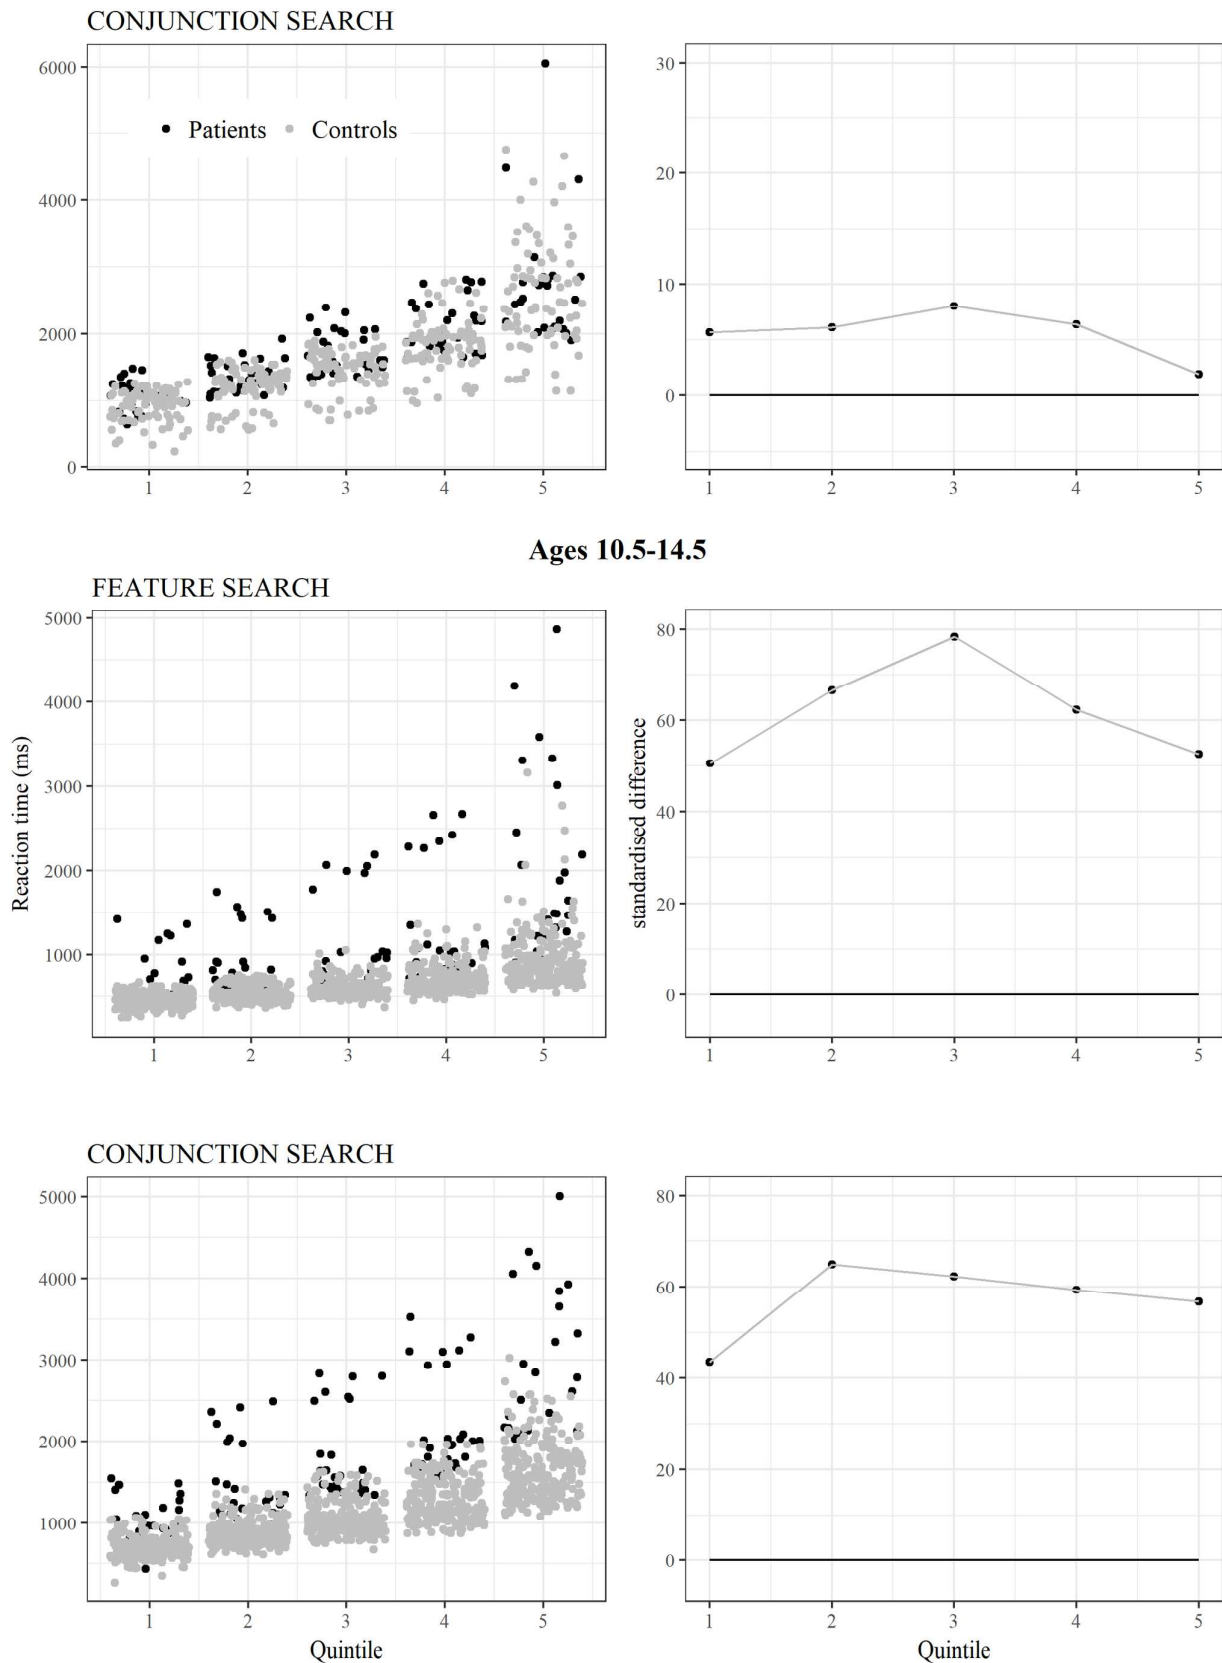 CONJUNCTION SEARCH
6000
4000
2000
0
Patients Controls
1 2 3 4 5
30
20
10
0
1 2 3 4 5
Ages 10.5-14.5
FEATURE SEARCH
Reaction time (ms)
5000
4000
3000
2000
1000
1 2 3 4 5
standardised difference
80
60
40
20
0
1 2 3 4 5
CONJUNCTION SEARCH
5000
4000
3000
2000
1000
1 2 3 4 5
Quintile
80
60
40
20
0
1 2 3 4 5
Quintile